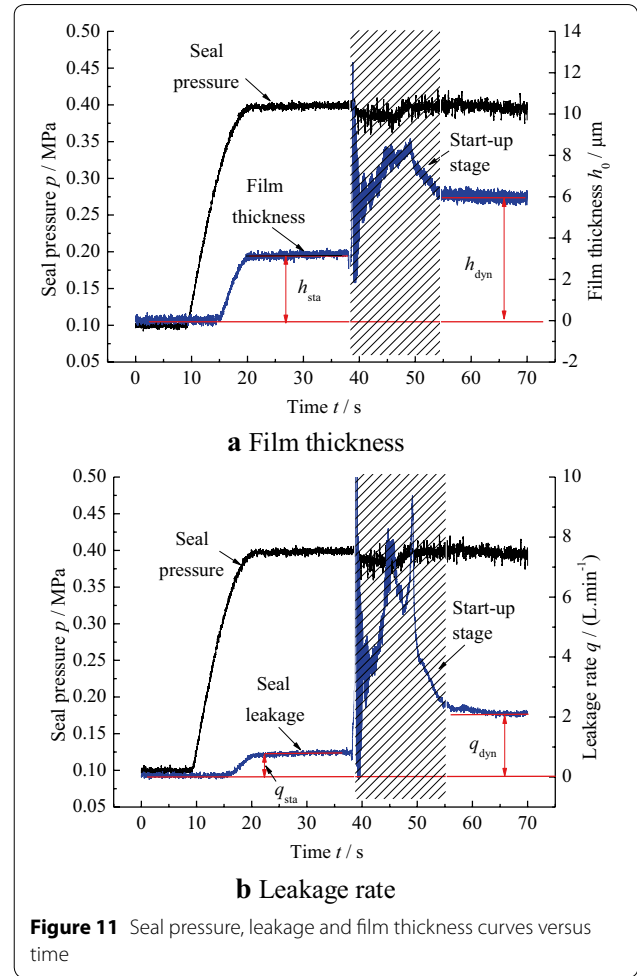 0.50
0.45
0.40
0.35
0.30
0.25
0.20
0.15
0.10
0.05
Seal pressure p / MPa
14
12
10
8
6
4
2
0
-2
Film thickness h₀ / μm
Seal
pressure
Film
thickness
Start-up
stage
h_sta
h_dyn
0 10 20 30 40 50 60 70
Time t / s
a Film thickness
0.50
0.45
0.40
0.35
0.30
0.25
0.20
0.15
0.10
0.05
Seal pressure p / MPa
10
8
6
4
2
0
Leakage rate q / (L.min⁻¹)
Seal
pressure
Seal
leakage
Start-up
stage
q_sta
q_dyn
0 10 20 30 40 50 60 70
Time t / s
b Leakage rate
Figure 11 Seal pressure, leakage and film thickness curves versus
time